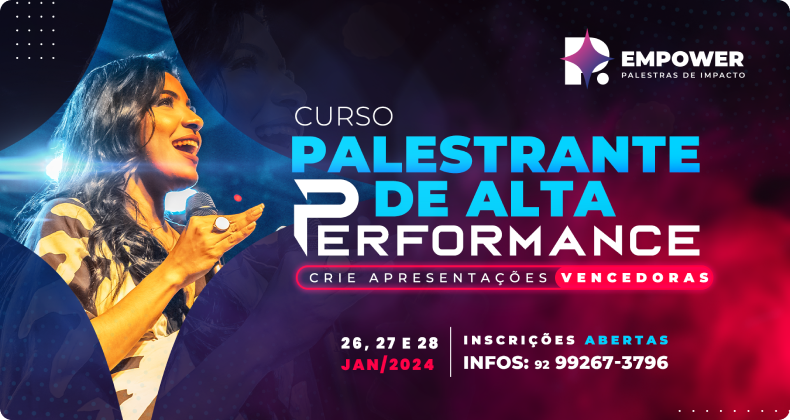 EMPOWER
PALESTRAS DE IMPACTO
CURSO
PALESTRANTE
DE ALTA
PERFORMANCE
CRIE APRESENTAÇÕES VENCEDORAS
26, 27 E 28
JAN/2024
INSCRIÇÕES ABERTAS
INFOS: 92 99267-3796